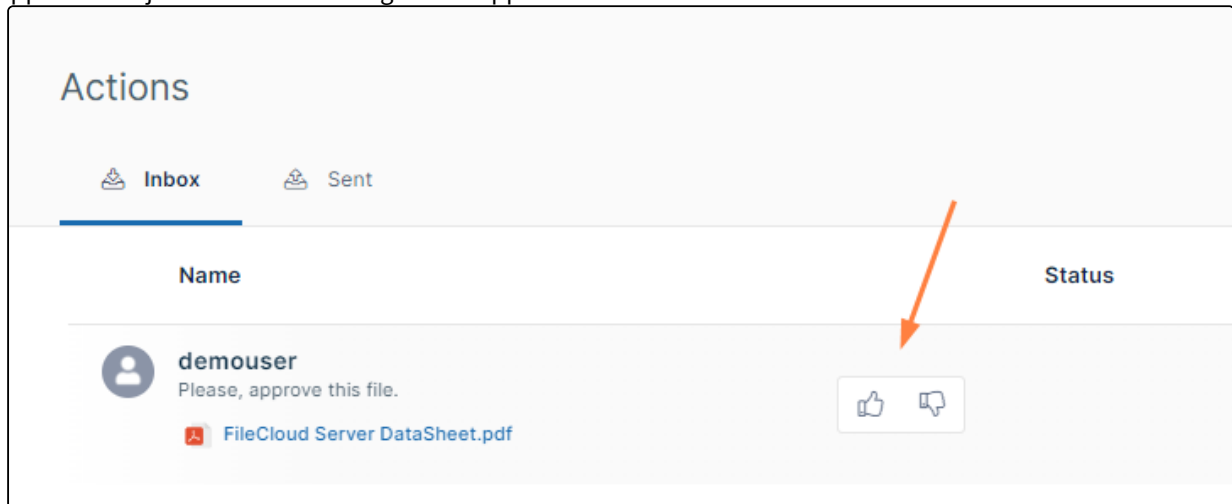 Actions
Inbox Sent
Name Status
demouser
Please, approve this file.
FileCloud Server DataSheet.pdf